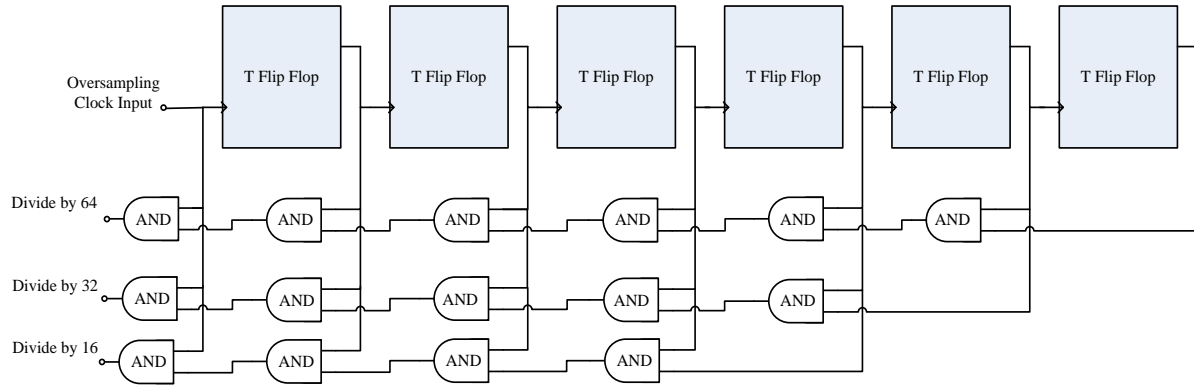 T Flip Flop
T Flip Flop
T Flip Flop
T Flip Flop
T Flip Flop
T Flip Flop
Oversampling
Clock Input
Divide by 64
AND
AND
AND
AND
AND
AND
Divide by 32
AND
AND
AND
AND
AND
Divide by 16
AND
AND
AND
AND